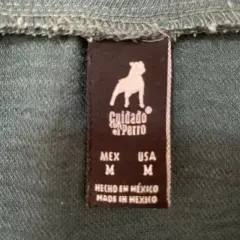 Cuidado
con
el Perro
®
MEX USA
M M
HECHO EN MÉXICO
MADE IN MEXICO